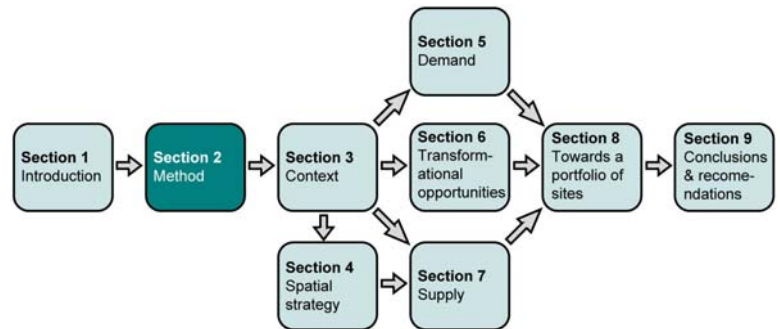 Section 1
Introduction
Section 2
Method
Section 3
Context
Section 4
Spatial
strategy
Section 5
Demand
Section 6
Transform-
ational
opportunities
Section 7
Supply
Section 8
Towards a
portfolio of
sites
Section 9
Conclusions
& recome-
ndations